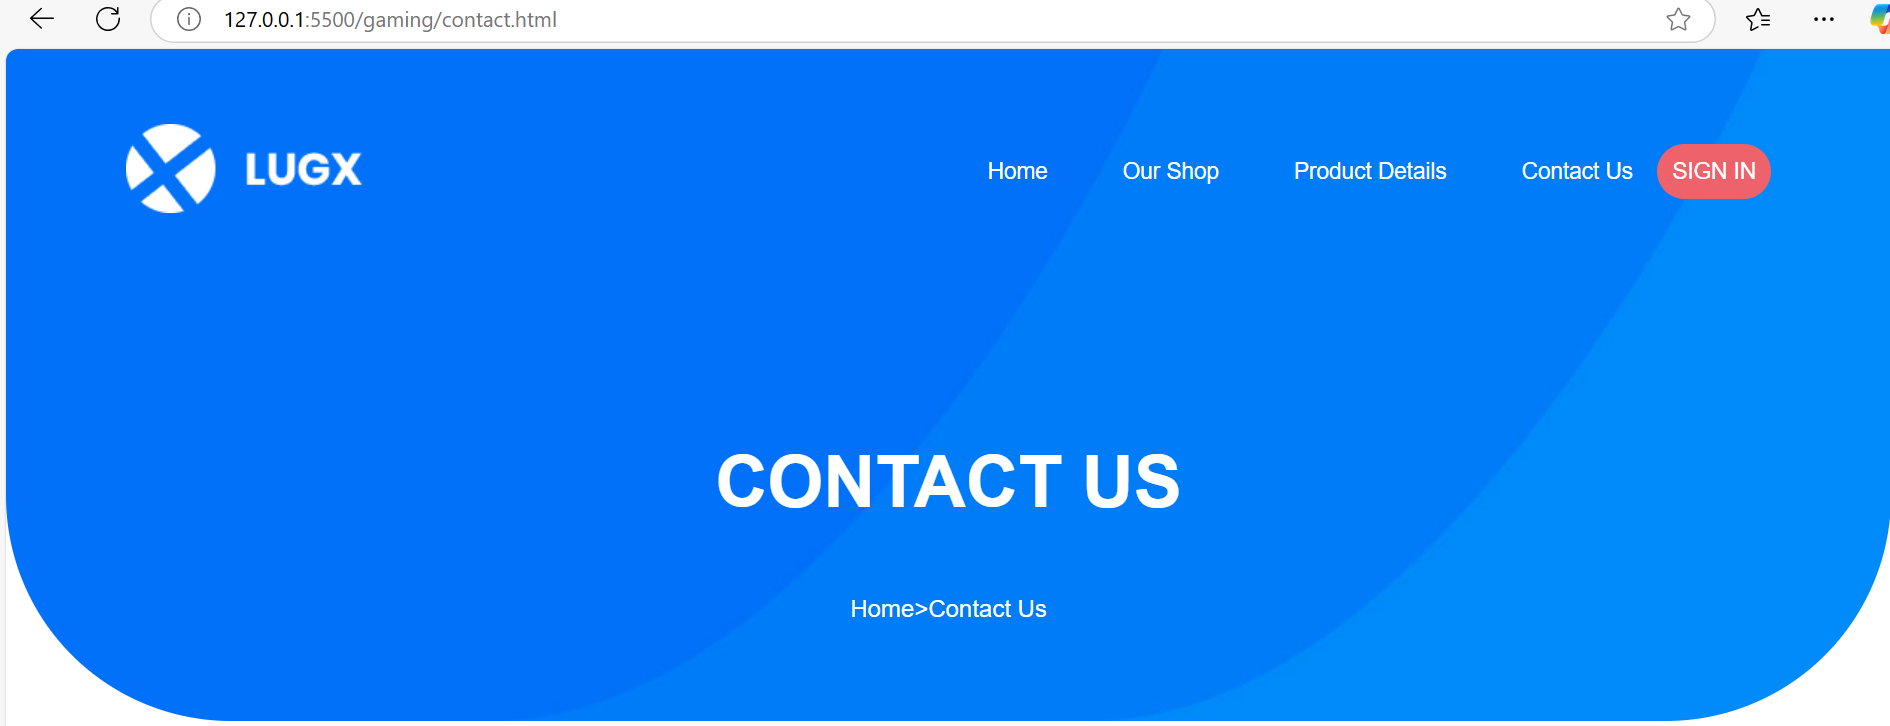 127.0.0.1:5500/gaming/contact.html
LUGX
Home Our Shop Product Details Contact Us SIGN IN
CONTACT US
Home>Contact Us